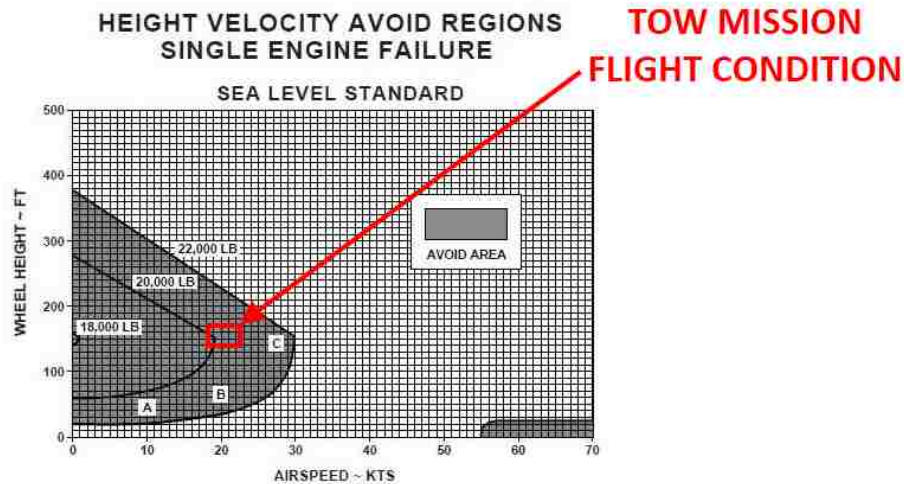 HEIGHT VELOCITY AVOID REGIONS
SINGLE ENGINE FAILURE
TOW MISSION
FLIGHT CONDITION
SEA LEVEL STANDARD
WHEEL HEIGHT ~ FT
500
400
300
200
100
0
22,000 LB
20,000 LB
18,000 LB
A
B
C
AVOID AREA
0 10 20 30 40 50 60 70
AIRSPEED ~ KTS